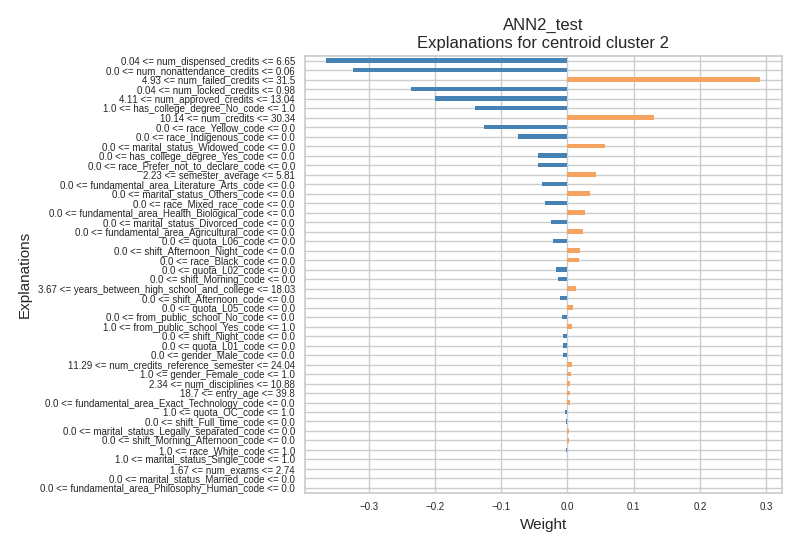 ANN2_test
Explanations for centroid cluster 2
0.04 <= num_dispensed_credits <= 6.65
0.0 <= num_nonattendance_credits <= 0.06
4.93 <= num_failed_credits <= 31.5
0.04 <= num_locked_credits <= 0.98
4.11 <= num_approved_credits <= 13.04
1.0 <= has_college_degree_No_code <= 1.0
10.14 <= num_credits <= 30.34
0.0 <= race_Yellow_code <= 0.0
0.0 <= race_Indigenous_code <= 0.0
0.0 <= marital_status_Widowed_code <= 0.0
0.0 <= has_college_degree_Yes_code <= 0.0
0.0 <= race_Prefer_not_to_declare_code <= 0.0
2.23 <= semester_average <= 5.81
0.0 <= fundamental_area_Literature_Arts_code <= 0.0
0.0 <= marital_status_Others_code <= 0.0
0.0 <= race_Mixed_race_code <= 0.0
0.0 <= fundamental_area_Health_Biological_code <= 0.0
0.0 <= marital_status_Divorced_code <= 0.0
0.0 <= fundamental_area_Agricultural_code <= 0.0
0.0 <= quota_L06_code <= 0.0
0.0 <= shift_Afternoon_Night_code <= 0.0
0.0 <= race_Black_code <= 0.0
0.0 <= quota_L02_code <= 0.0
0.0 <= shift_Morning_code <= 0.0
3.67 <= years_between_high_school_and_college <= 18.03
0.0 <= shift_Afternoon_code <= 0.0
0.0 <= quota_L05_code <= 0.0
0.0 <= from_public_school_No_code <= 0.0
1.0 <= from_public_school_Yes_code <= 1.0
0.0 <= shift_Night_code <= 0.0
0.0 <= quota_L01_code <= 0.0
0.0 <= gender_Male_code <= 0.0
11.29 <= num_credits_reference_semester <= 24.04
1.0 <= gender_Female_code <= 1.0
2.34 <= num_disciplines <= 10.88
18.7 <= entry_age <= 39.8
0.0 <= fundamental_area_Exact_Technology_code <= 0.0
1.0 <= quota_OC_code <= 1.0
0.0 <= shift_Full_time_code <= 0.0
0.0 <= marital_status_Legally_separated_code <= 0.0
0.0 <= shift_Morning_Afternoon_code <= 0.0
1.0 <= race_White_code <= 1.0
1.0 <= marital_status_Single_code <= 1.0
1.67 <= num_exams <= 2.74
0.0 <= marital_status_Married_code <= 0.0
0.0 <= fundamental_area_Philosophy_Human_code <= 0.0
Explanations
−0.3 −0.2 −0.1 0.0 0.1 0.2 0.3
Weight